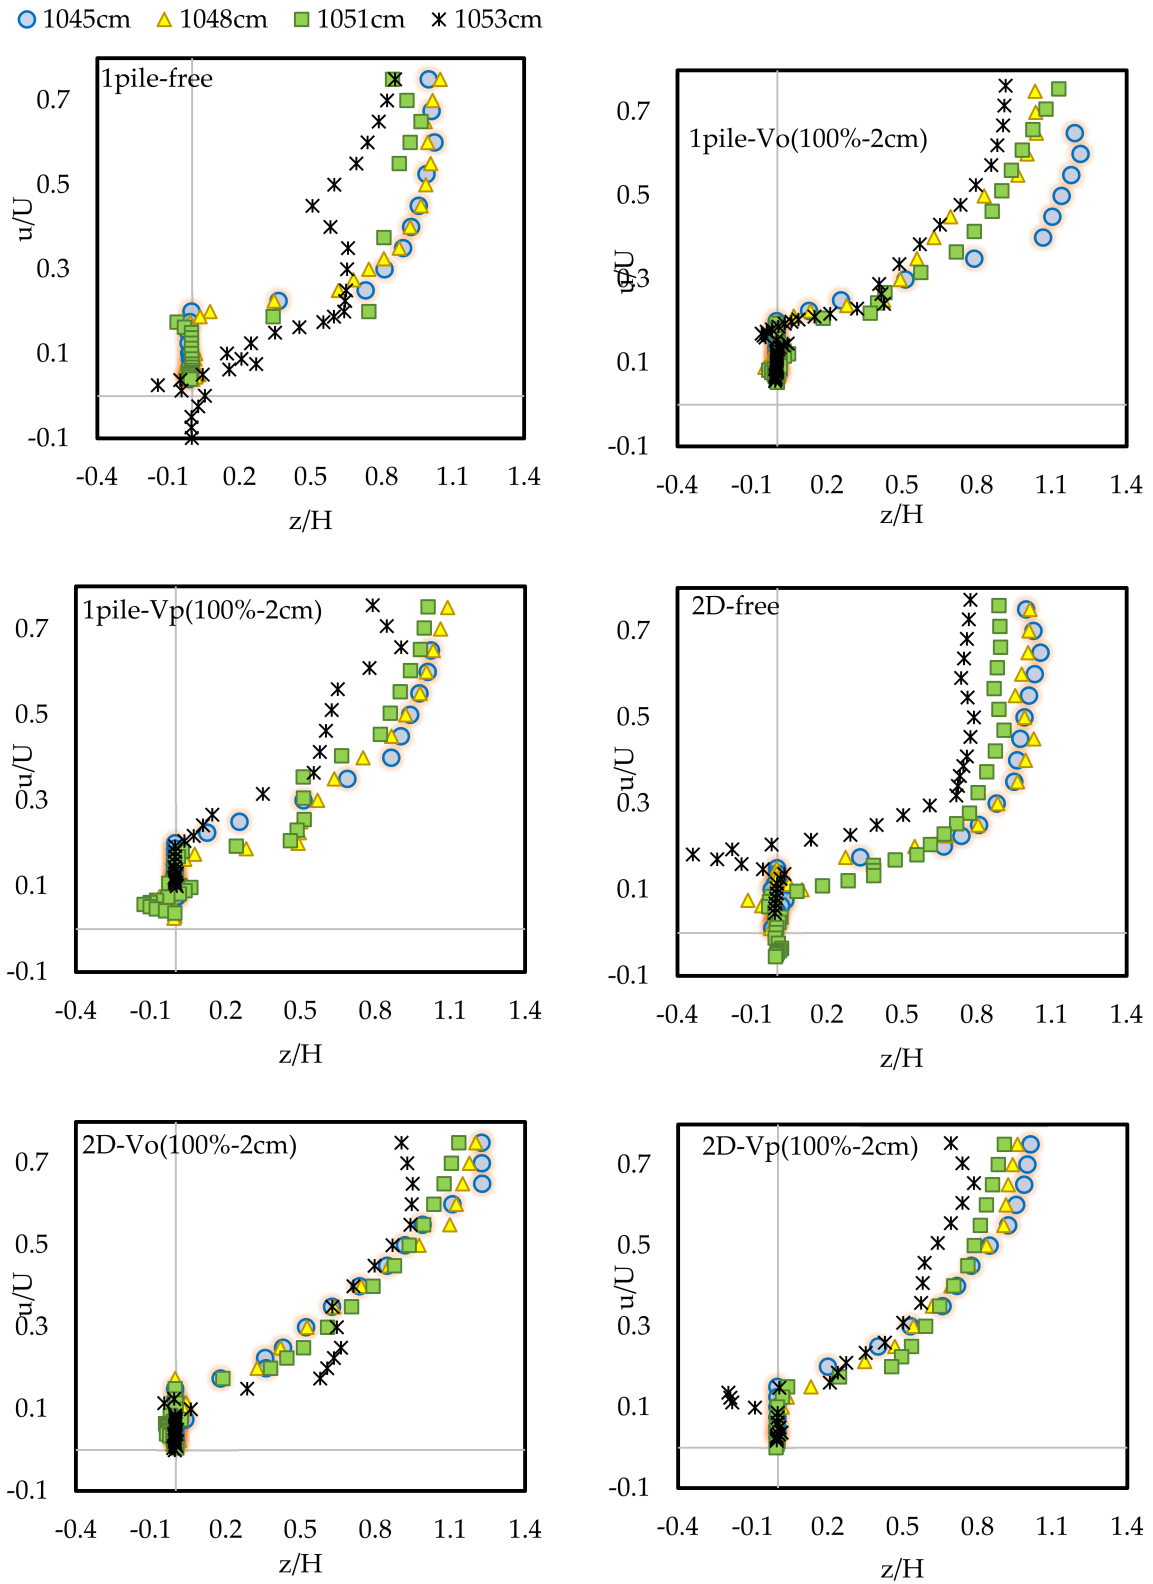 1045cm 1048cm 1051cm 1053cm
1pile-free
0.7
0.5
0.3
0.1
-0.1
u/U
-0.4 -0.1 0.2 0.5 0.8 1.1 1.4
z/H
1pile-Vo(100%-2cm)
0.7
0.5
0.3
0.1
-0.1
u/U
-0.4 -0.1 0.2 0.5 0.8 1.1 1.4
z/H
1pile-Vp(100%-2cm)
0.7
0.5
0.3
0.1
-0.1
u/U
-0.4 -0.1 0.2 0.5 0.8 1.1 1.4
z/H
2D-free
0.7
0.5
0.3
0.1
-0.1
u/U
-0.4 -0.1 0.2 0.5 0.8 1.1 1.4
z/H
2D-Vo(100%-2cm)
0.7
0.5
0.3
0.1
-0.1
u/U
-0.4 -0.1 0.2 0.5 0.8 1.1 1.4
z/H
2D-Vp(100%-2cm)
0.7
0.5
0.3
0.1
-0.1
u/U
-0.4 -0.1 0.2 0.5 0.8 1.1 1.4
z/H